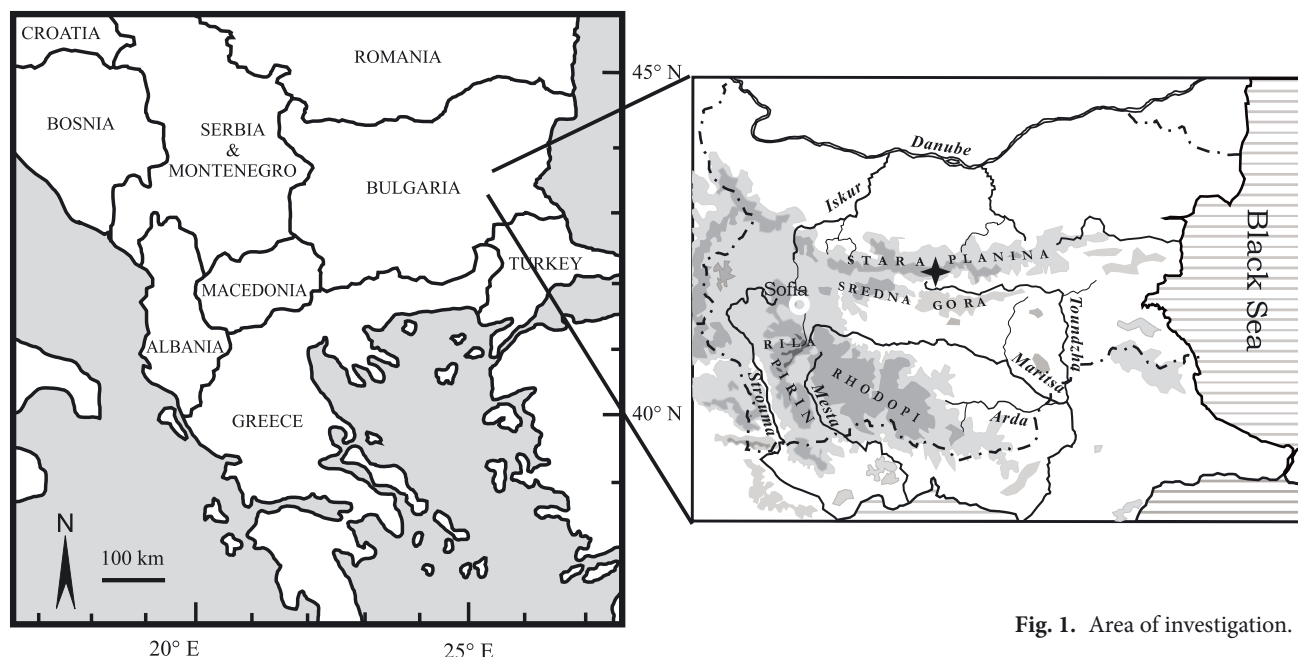 CROATIA
ROMANIA
45° N
BOSNIA
SERBIA
&
MONTENEGRO
BULGARIA
TURKEY
MACEDONIA
ALBANIA
GREECE
40° N
N
100 km
20° E
25° E
Danube
Iskur
STARA PLANINA
Black Sea
Sofia
SREDNA GORA
Toundzha
RILA
Maritsa
PIRIN
RHODOPI
Strouma
Mesta
Arda
Fig. 1. Area of investigation.